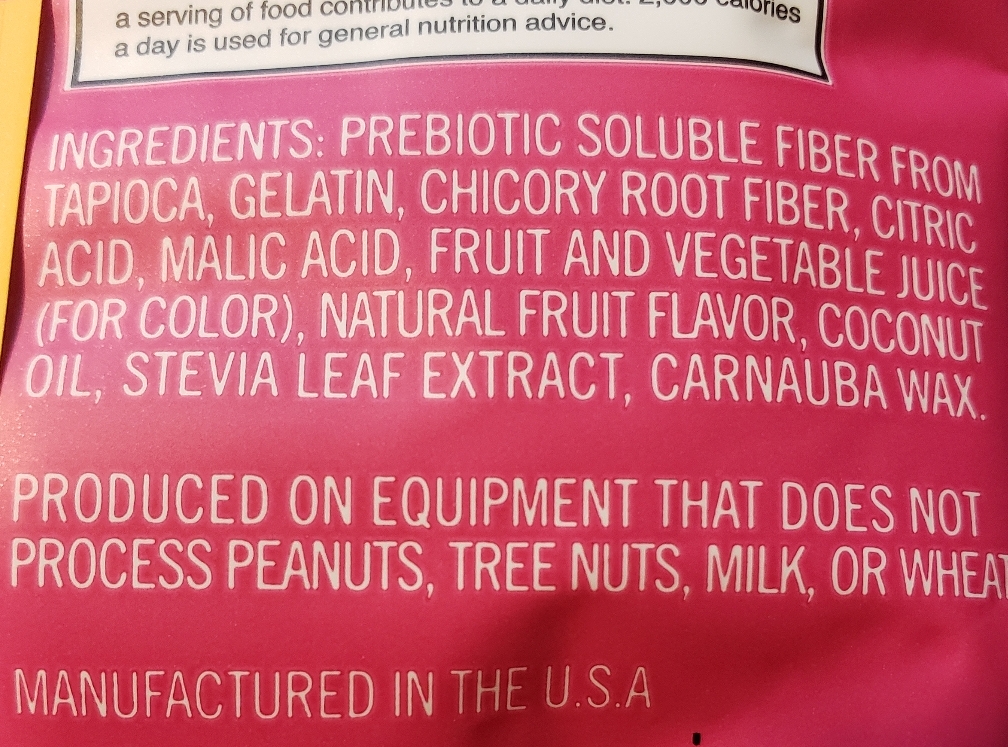 a serving of food contributes to a daily diet. 2,000 calories
a day is used for general nutrition advice.
INGREDIENTS: PREBIOTIC SOLUBLE FIBER FROM
TAPIOCA, GELATIN, CHICORY ROOT FIBER, CITRIC
ACID, MALIC ACID, FRUIT AND VEGETABLE JUICE
(FOR COLOR), NATURAL FRUIT FLAVOR, COCONUT
OIL, STEVIA LEAF EXTRACT, CARNAUBA WAX.
PRODUCED ON EQUIPMENT THAT DOES NOT
PROCESS PEANUTS, TREE NUTS, MILK, OR WHEAT
MANUFACTURED IN THE U.S.A